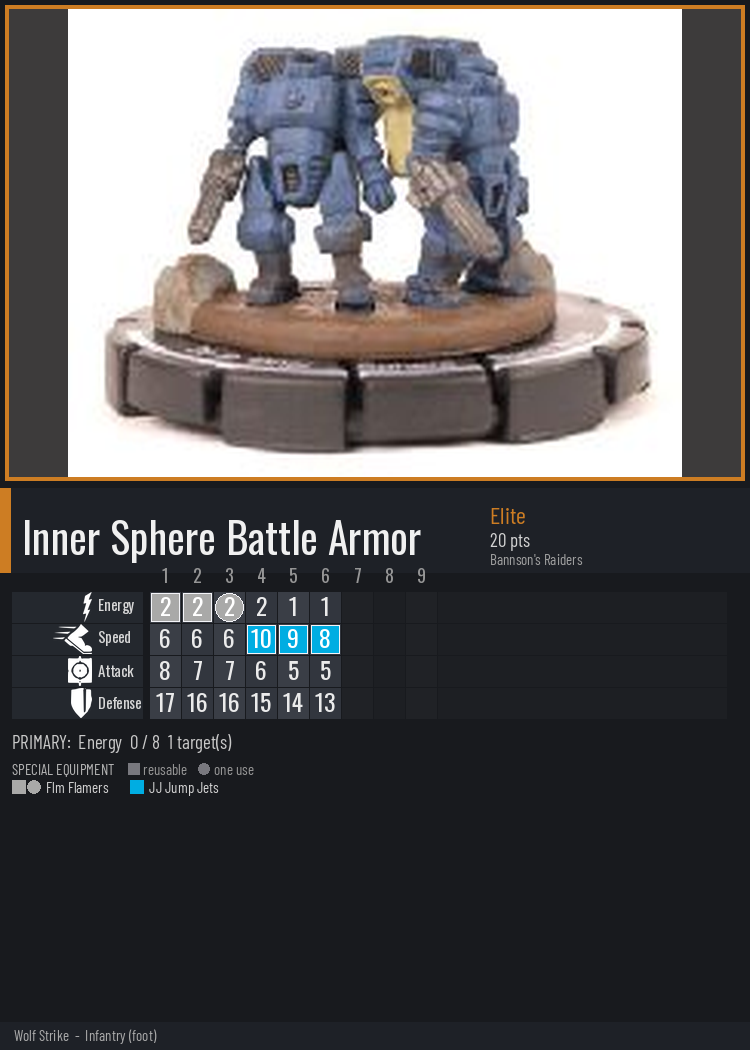 Inner Sphere Battle Armor
Elite
20 pts
Bannson's Raiders
1 2 3 4 5 6 7 8 9
Energy 2 2 2 2 1 1
Speed 6 6 6 10 9 8
Attack 8 7 7 6 5 5
Defense 17 16 16 15 14 13
PRIMARY: Energy 0 / 8 1 target(s)
SPECIAL EQUIPMENT reusable one use
Flm Flamers JJ Jump Jets
Wolf Strike - Infantry (foot)